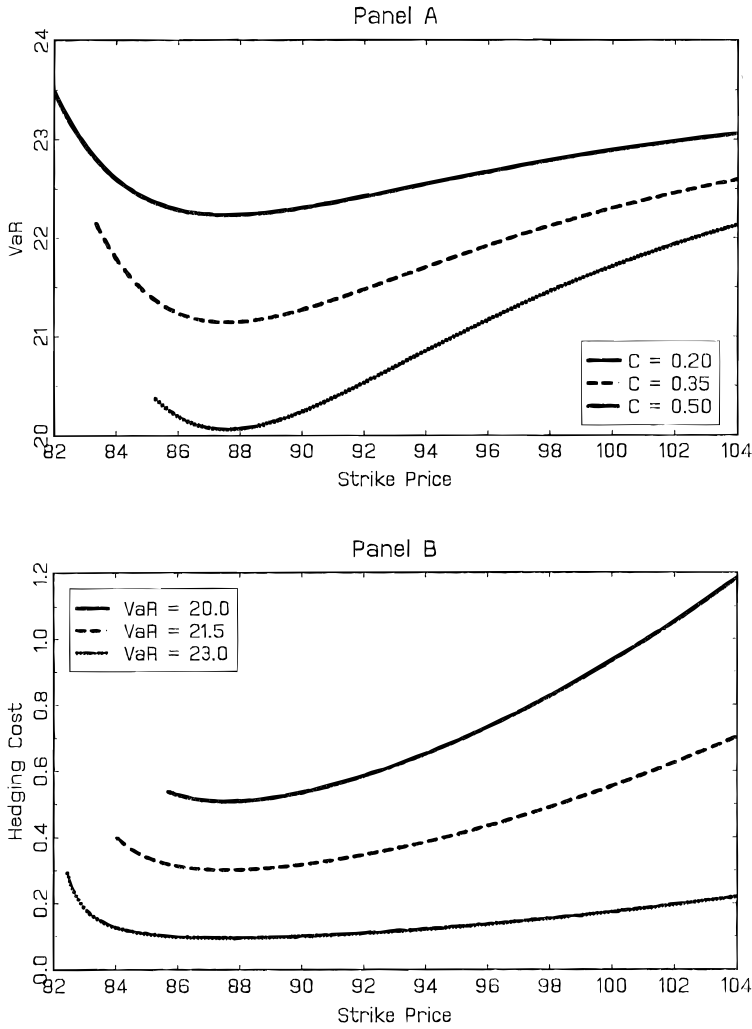 Panel A
24
23
22
21
20
VaR
C = 0.20
C = 0.35
C = 0.50
82 84 86 88 90 92 94 96 98 100 102 104
Strike Price
Panel B
1.2
1.0
0.8
0.6
0.4
0.2
0.0
Hedging Cost
VaR = 20.0
VaR = 21.5
VaR = 23.0
82 84 86 88 90 92 94 96 98 100 102 104
Strike Price